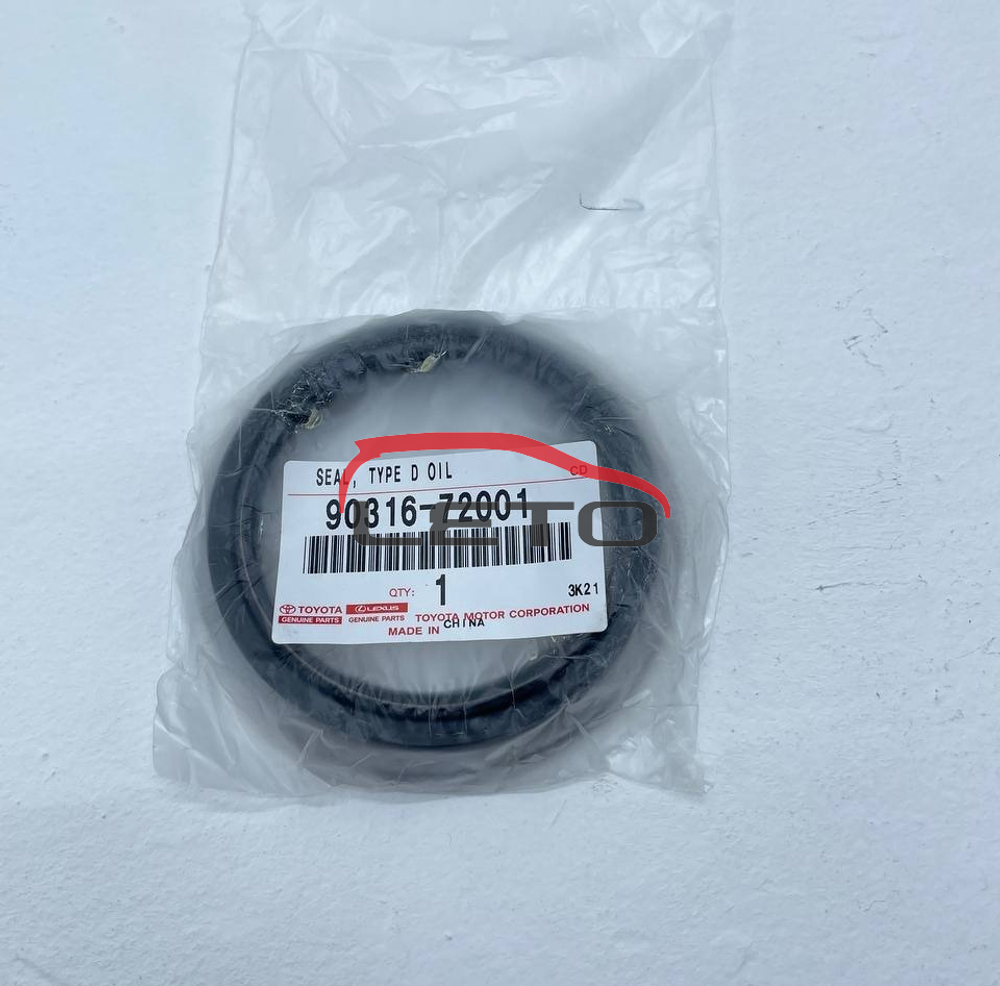 SEAL, TYPE D OIL
CD
90316-72001
LETO
QTY: 1
3K21
TOYOTA
GENUINE PARTS
LEXUS
GENUINE PARTS
TOYOTA MOTOR CORPORATION
MADE IN CHINA